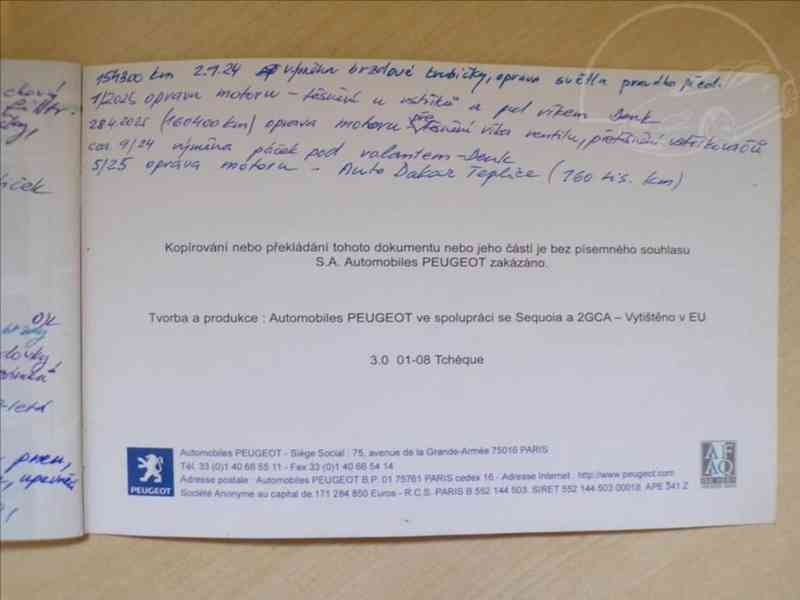 154800 km 2.1.24 výměna brzdové trubičky, oprava světla pravého před.
1/2025 oprava motoru - těsnění u vstřiků a pod víkem Denk
28.4.2025 (160400 km) oprava motoru těsnění víka ventilu, přetěsnění vstřikovačů
ca. 9/24 výměna páček pod volantem - Denk
5/25 opráva motoru - Auto Dakar Teplice (160 tis. km)
Kopírování nebo překládání tohoto dokumentu nebo jeho částí je bez písemného souhlasu
S.A. Automobiles PEUGEOT zakázáno.
Tvorba a produkce : Automobiles PEUGEOT ve spolupráci se Sequoia a 2GCA – Vytištěno v EU
3.0 01-08 Tchèque
PEUGEOT
Automobiles PEUGEOT - Siège Social : 75, avenue de la Grande-Armée 75016 PARIS
Tél. 33 (0)1 40 66 55 11 - Fax 33 (0)1 40 66 54 14
Adresse postale : Automobiles PEUGEOT B.P. 01 75761 PARIS cedex 16 - Adresse Internet : http://www.peugeot.com
Société Anonyme au capital de 171 284 850 Euros - R.C.S. PARIS B 552 144 503. SIRET 552 144 503 00018. APE 341 Z
AFAQ
OK